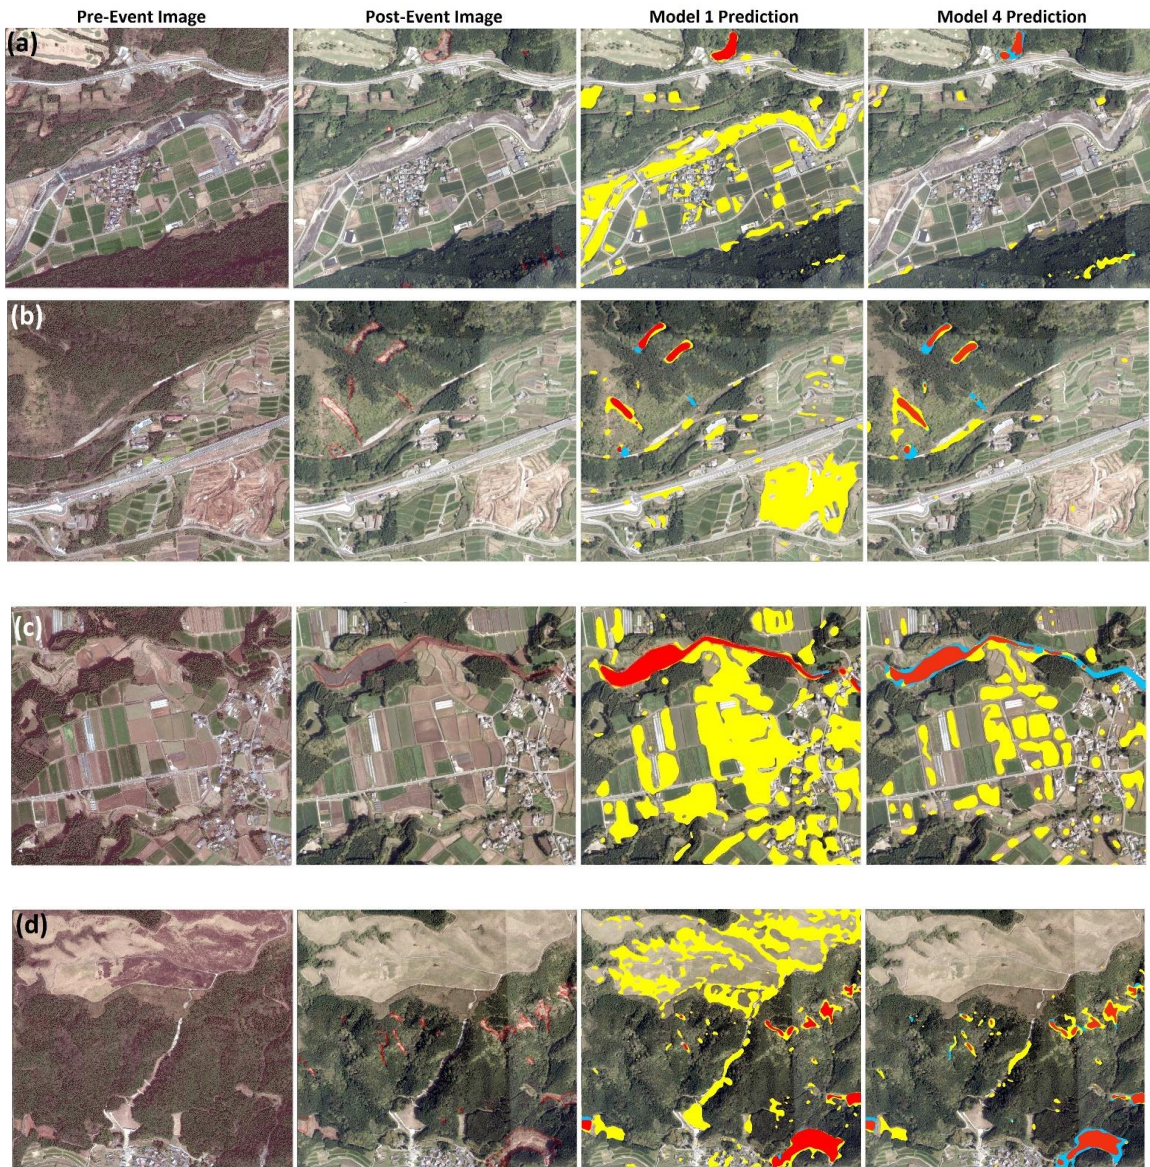 Pre-Event Image Post-Event Image Model 1 Prediction Model 4 Prediction
(a)
(b)
(c)
(d)